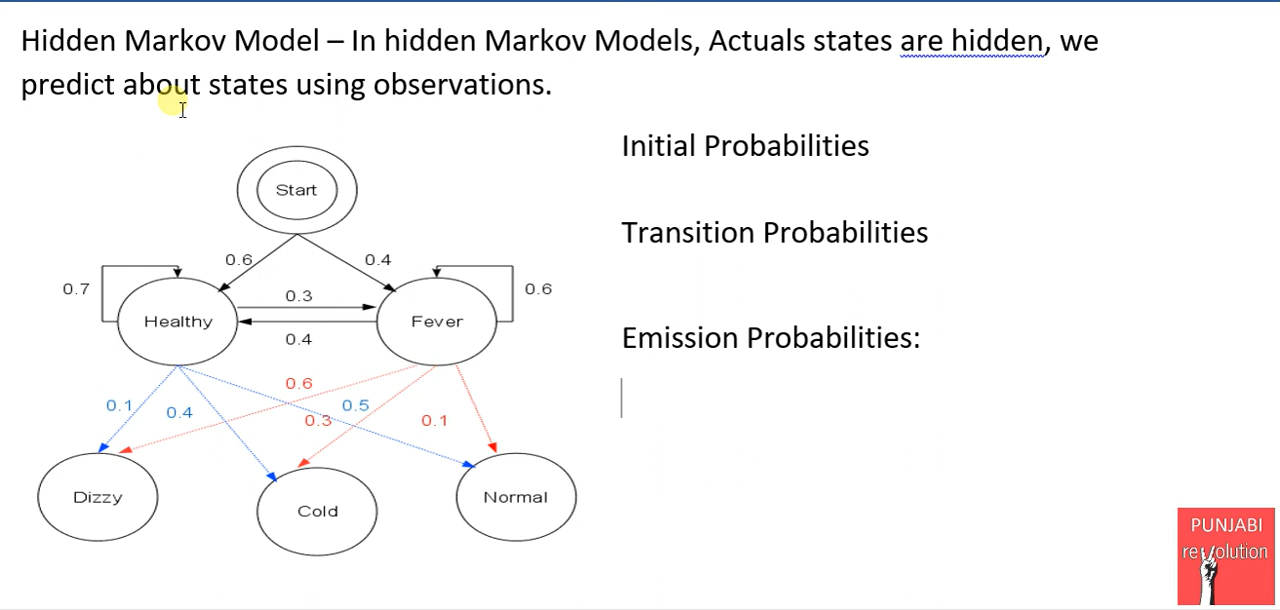 Hidden Markov Model – In hidden Markov Models, Actuals states are hidden, we
predict about states using observations.
Initial Probabilities
Transition Probabilities
Emission Probabilities:
Start
0.6
0.4
0.7
0.3
0.6
Healthy
Fever
0.4
0.6
0.1
0.4
0.5
0.3
0.1
Dizzy
Cold
Normal
PUNJABI
revolution